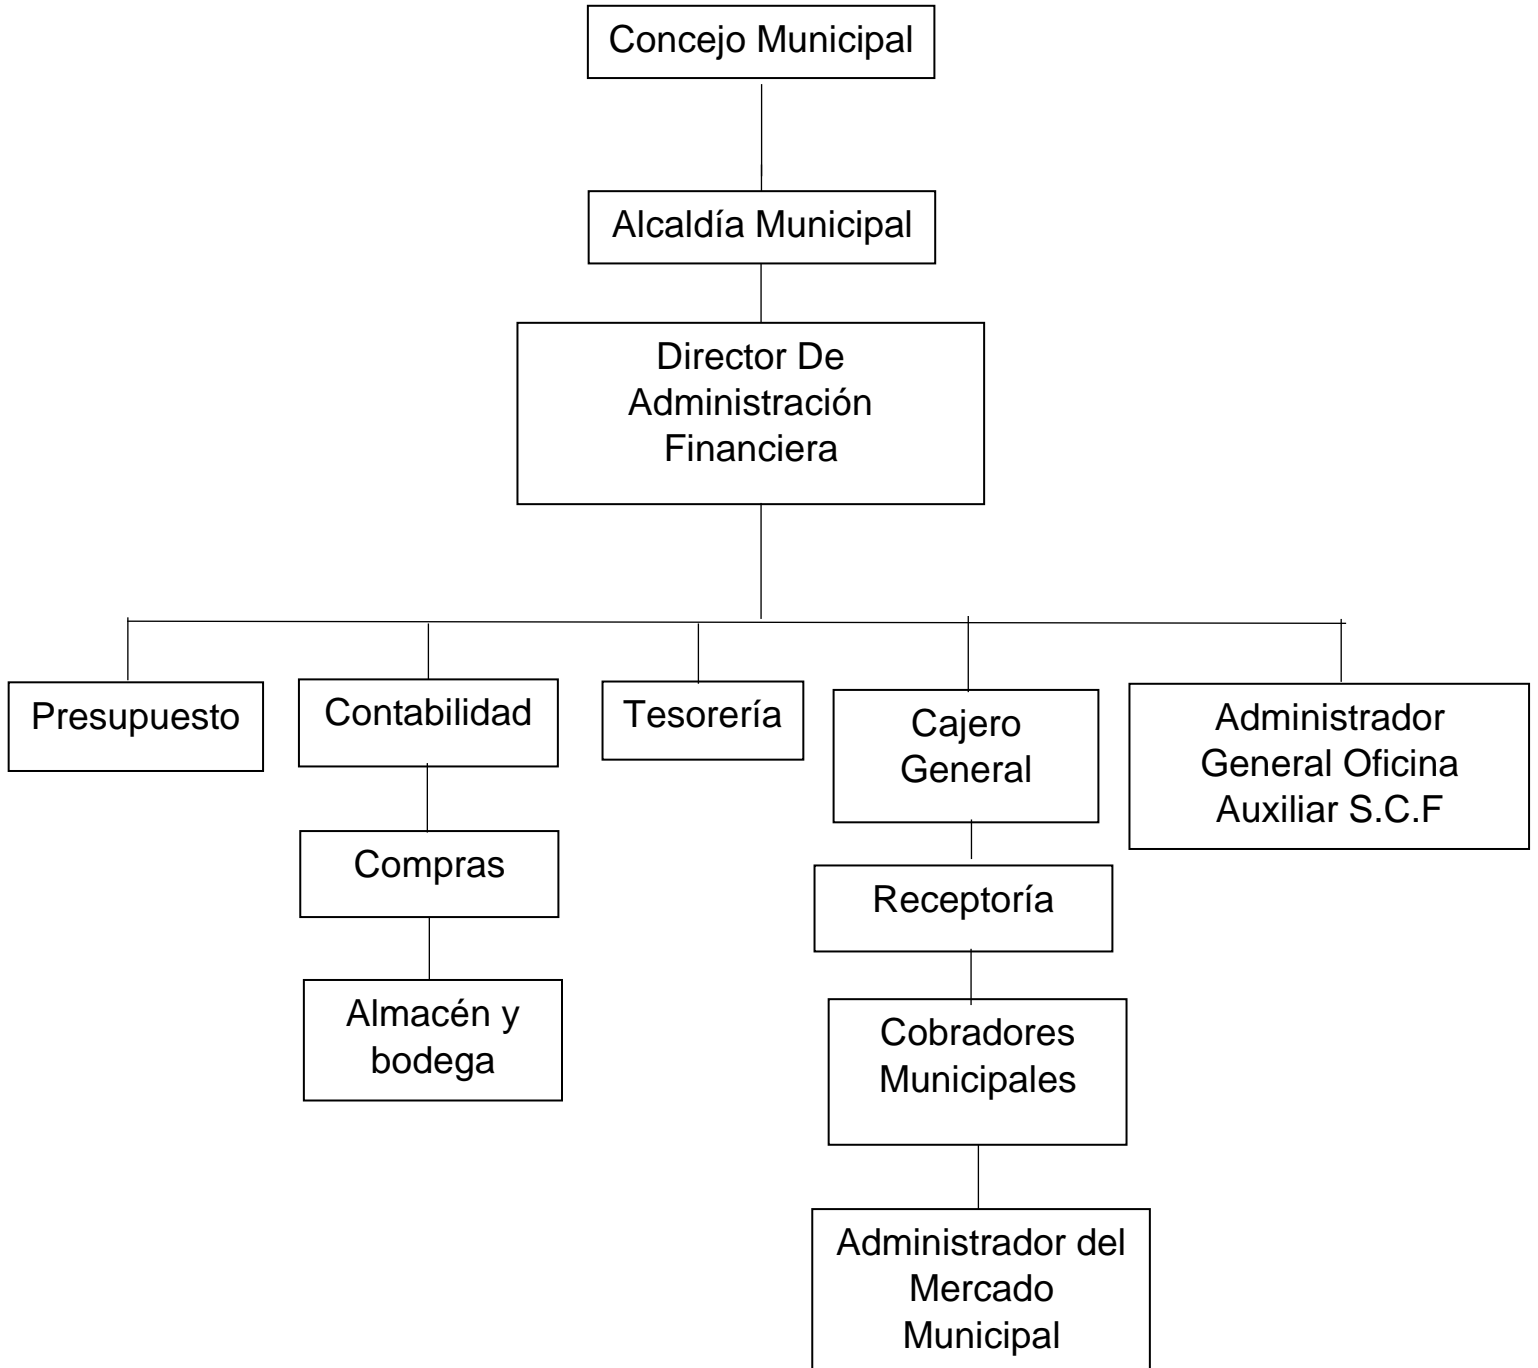 Concejo Municipal
Alcaldía Municipal
Director De
Administración
Financiera
Presupuesto
Contabilidad
Tesorería
Cajero
General
Administrador
General Oficina
Auxiliar S.C.F
Compras
Receptoría
Almacén y
bodega
Cobradores
Municipales
Administrador del
Mercado
Municipal